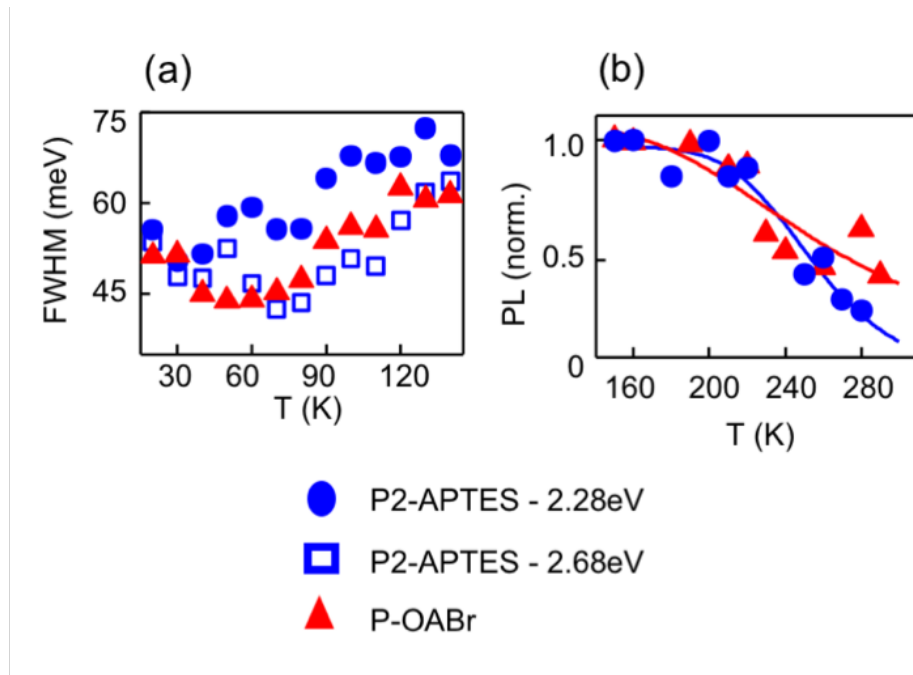 (a)
(b)
75
60
45
FWHM (meV)
30 60 90 120
T (K)
1.0
0.5
0
PL (norm.)
160 200 240 280
T (K)
P2-APTES - 2.28eV
P2-APTES - 2.68eV
P-OABr